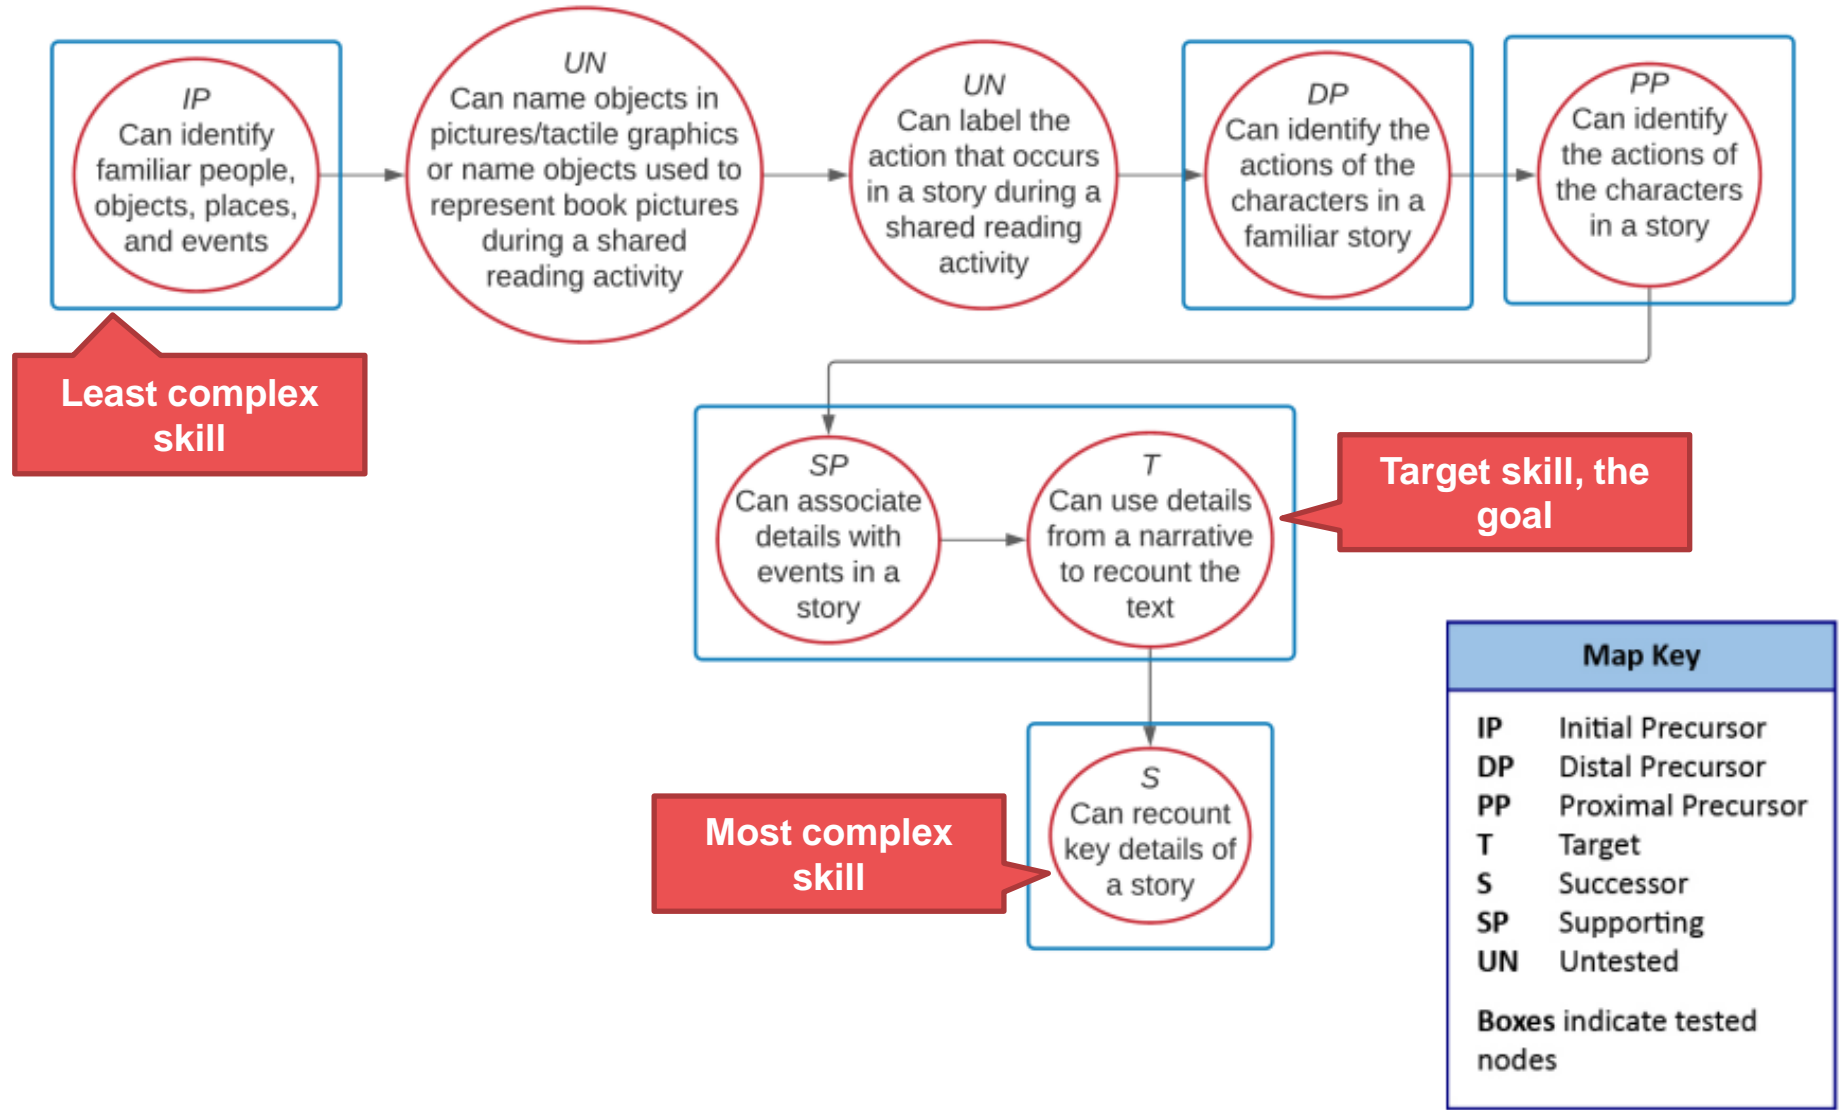 IP
Can identify
familiar people,
objects, places,
and events
UN
Can name objects in
pictures/tactile graphics
or name objects used to
represent book pictures
during a shared
reading activity
UN
Can label the
action that occurs
in a story during a
shared reading
activity
DP
Can identify the
actions of the
characters in a
familiar story
PP
Can identify
the actions of
the characters
in a story
Least complex
skill
SP
Can associate
details with
events in a
story
T
Can use details
from a narrative
to recount the
text
Target skill, the
goal
S
Can recount
key details of
a story
Most complex
skill
Map Key
IP Initial Precursor
DP Distal Precursor
PP Proximal Precursor
T Target
S Successor
SP Supporting
UN Untested
Boxes indicate tested
nodes